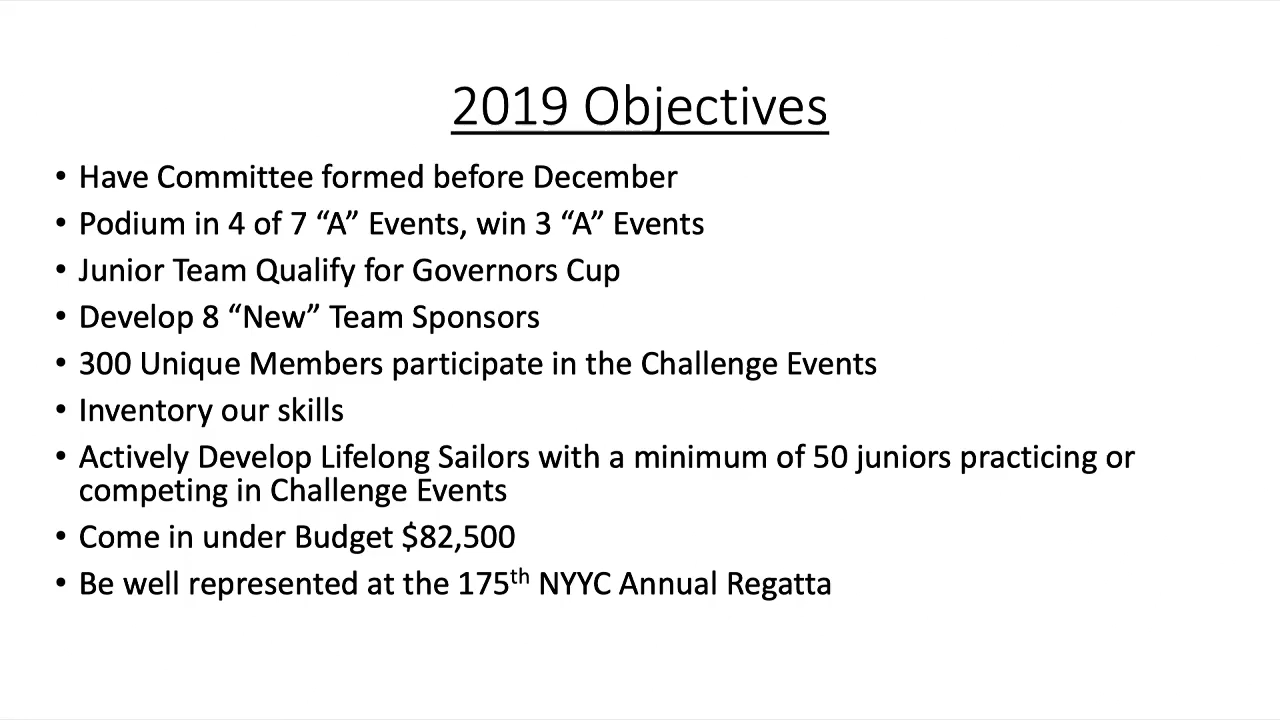 2019 Objectives
• Have Committee formed before December
• Podium in 4 of 7 “A” Events, win 3 “A” Events
• Junior Team Qualify for Governors Cup
• Develop 8 “New” Team Sponsors
• 300 Unique Members participate in the Challenge Events
• Inventory our skills
• Actively Develop Lifelong Sailors with a minimum of 50 juniors practicing or
competing in Challenge Events
• Come in under Budget $82,500
• Be well represented at the 175th NYYC Annual Regatta